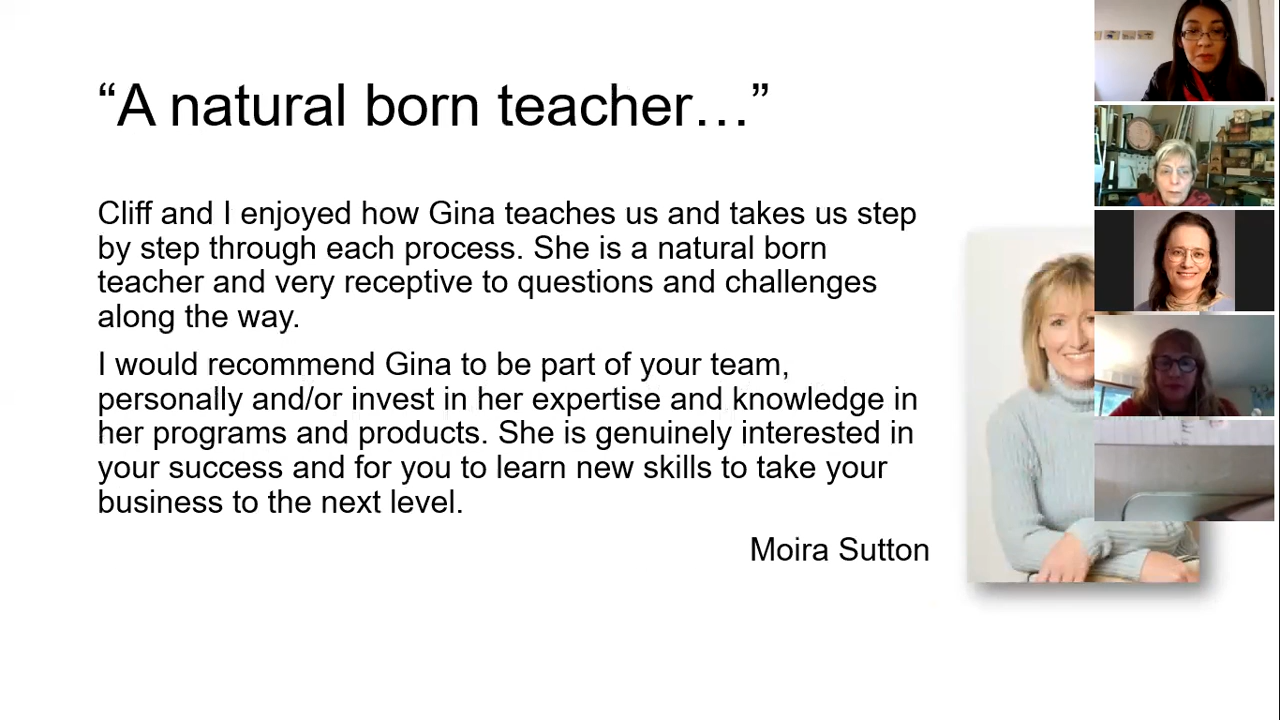 “A natural born teacher…”
Cliff and I enjoyed how Gina teaches us and takes us step
by step through each process. She is a natural born
teacher and very receptive to questions and challenges
along the way.
I would recommend Gina to be part of your team,
personally and/or invest in her expertise and knowledge in
her programs and products. She is genuinely interested in
your success and for you to learn new skills to take your
business to the next level.
Moira Sutton